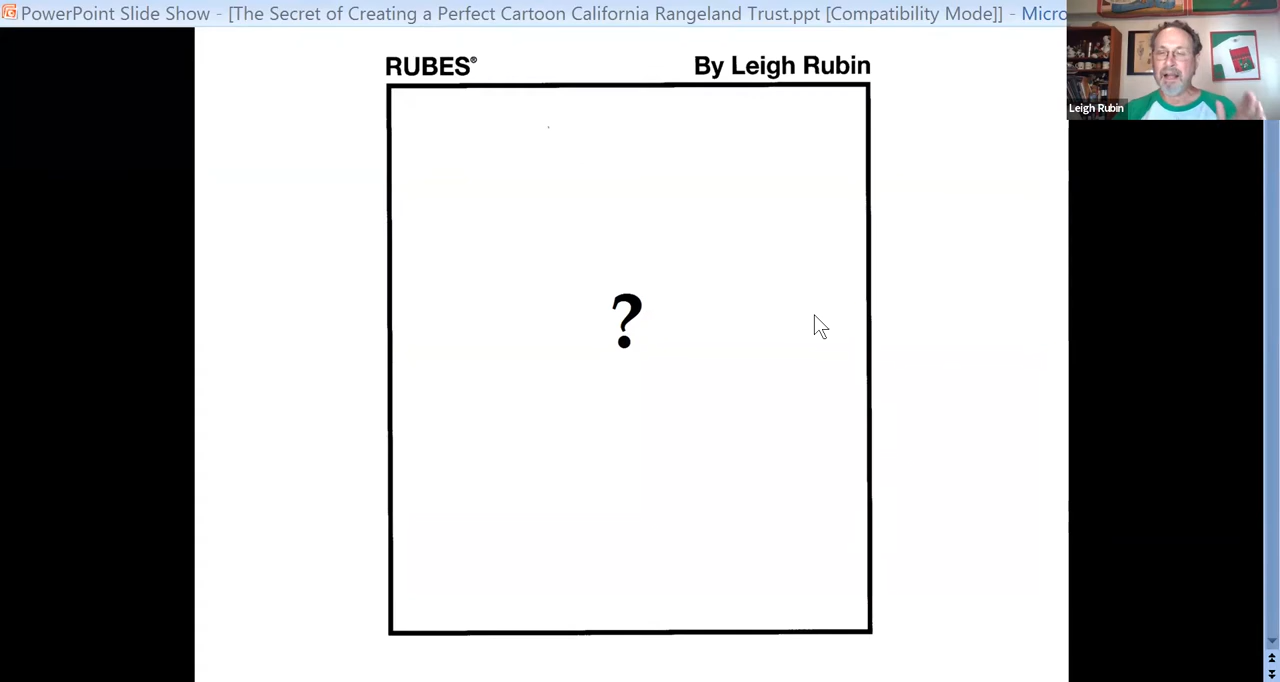 PowerPoint Slide Show - [The Secret of Creating a Perfect Cartoon California Rangeland Trust.ppt [Compatibility Mode]] - Micro
RUBES® By Leigh Rubin
Leigh Rubin
?